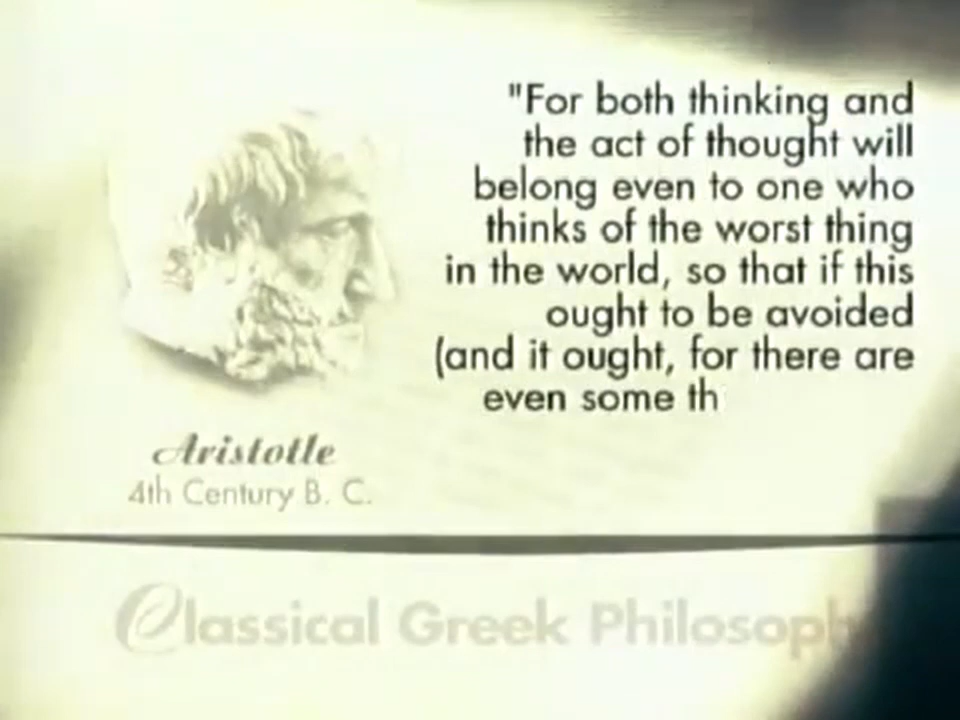 "For both thinking and
the act of thought will
belong even to one who
thinks of the worst thing
in the world, so that if this
ought to be avoided
(and it ought, for there are
even some th
Aristotle
4th Century B. C.
Classical Greek Philosophy